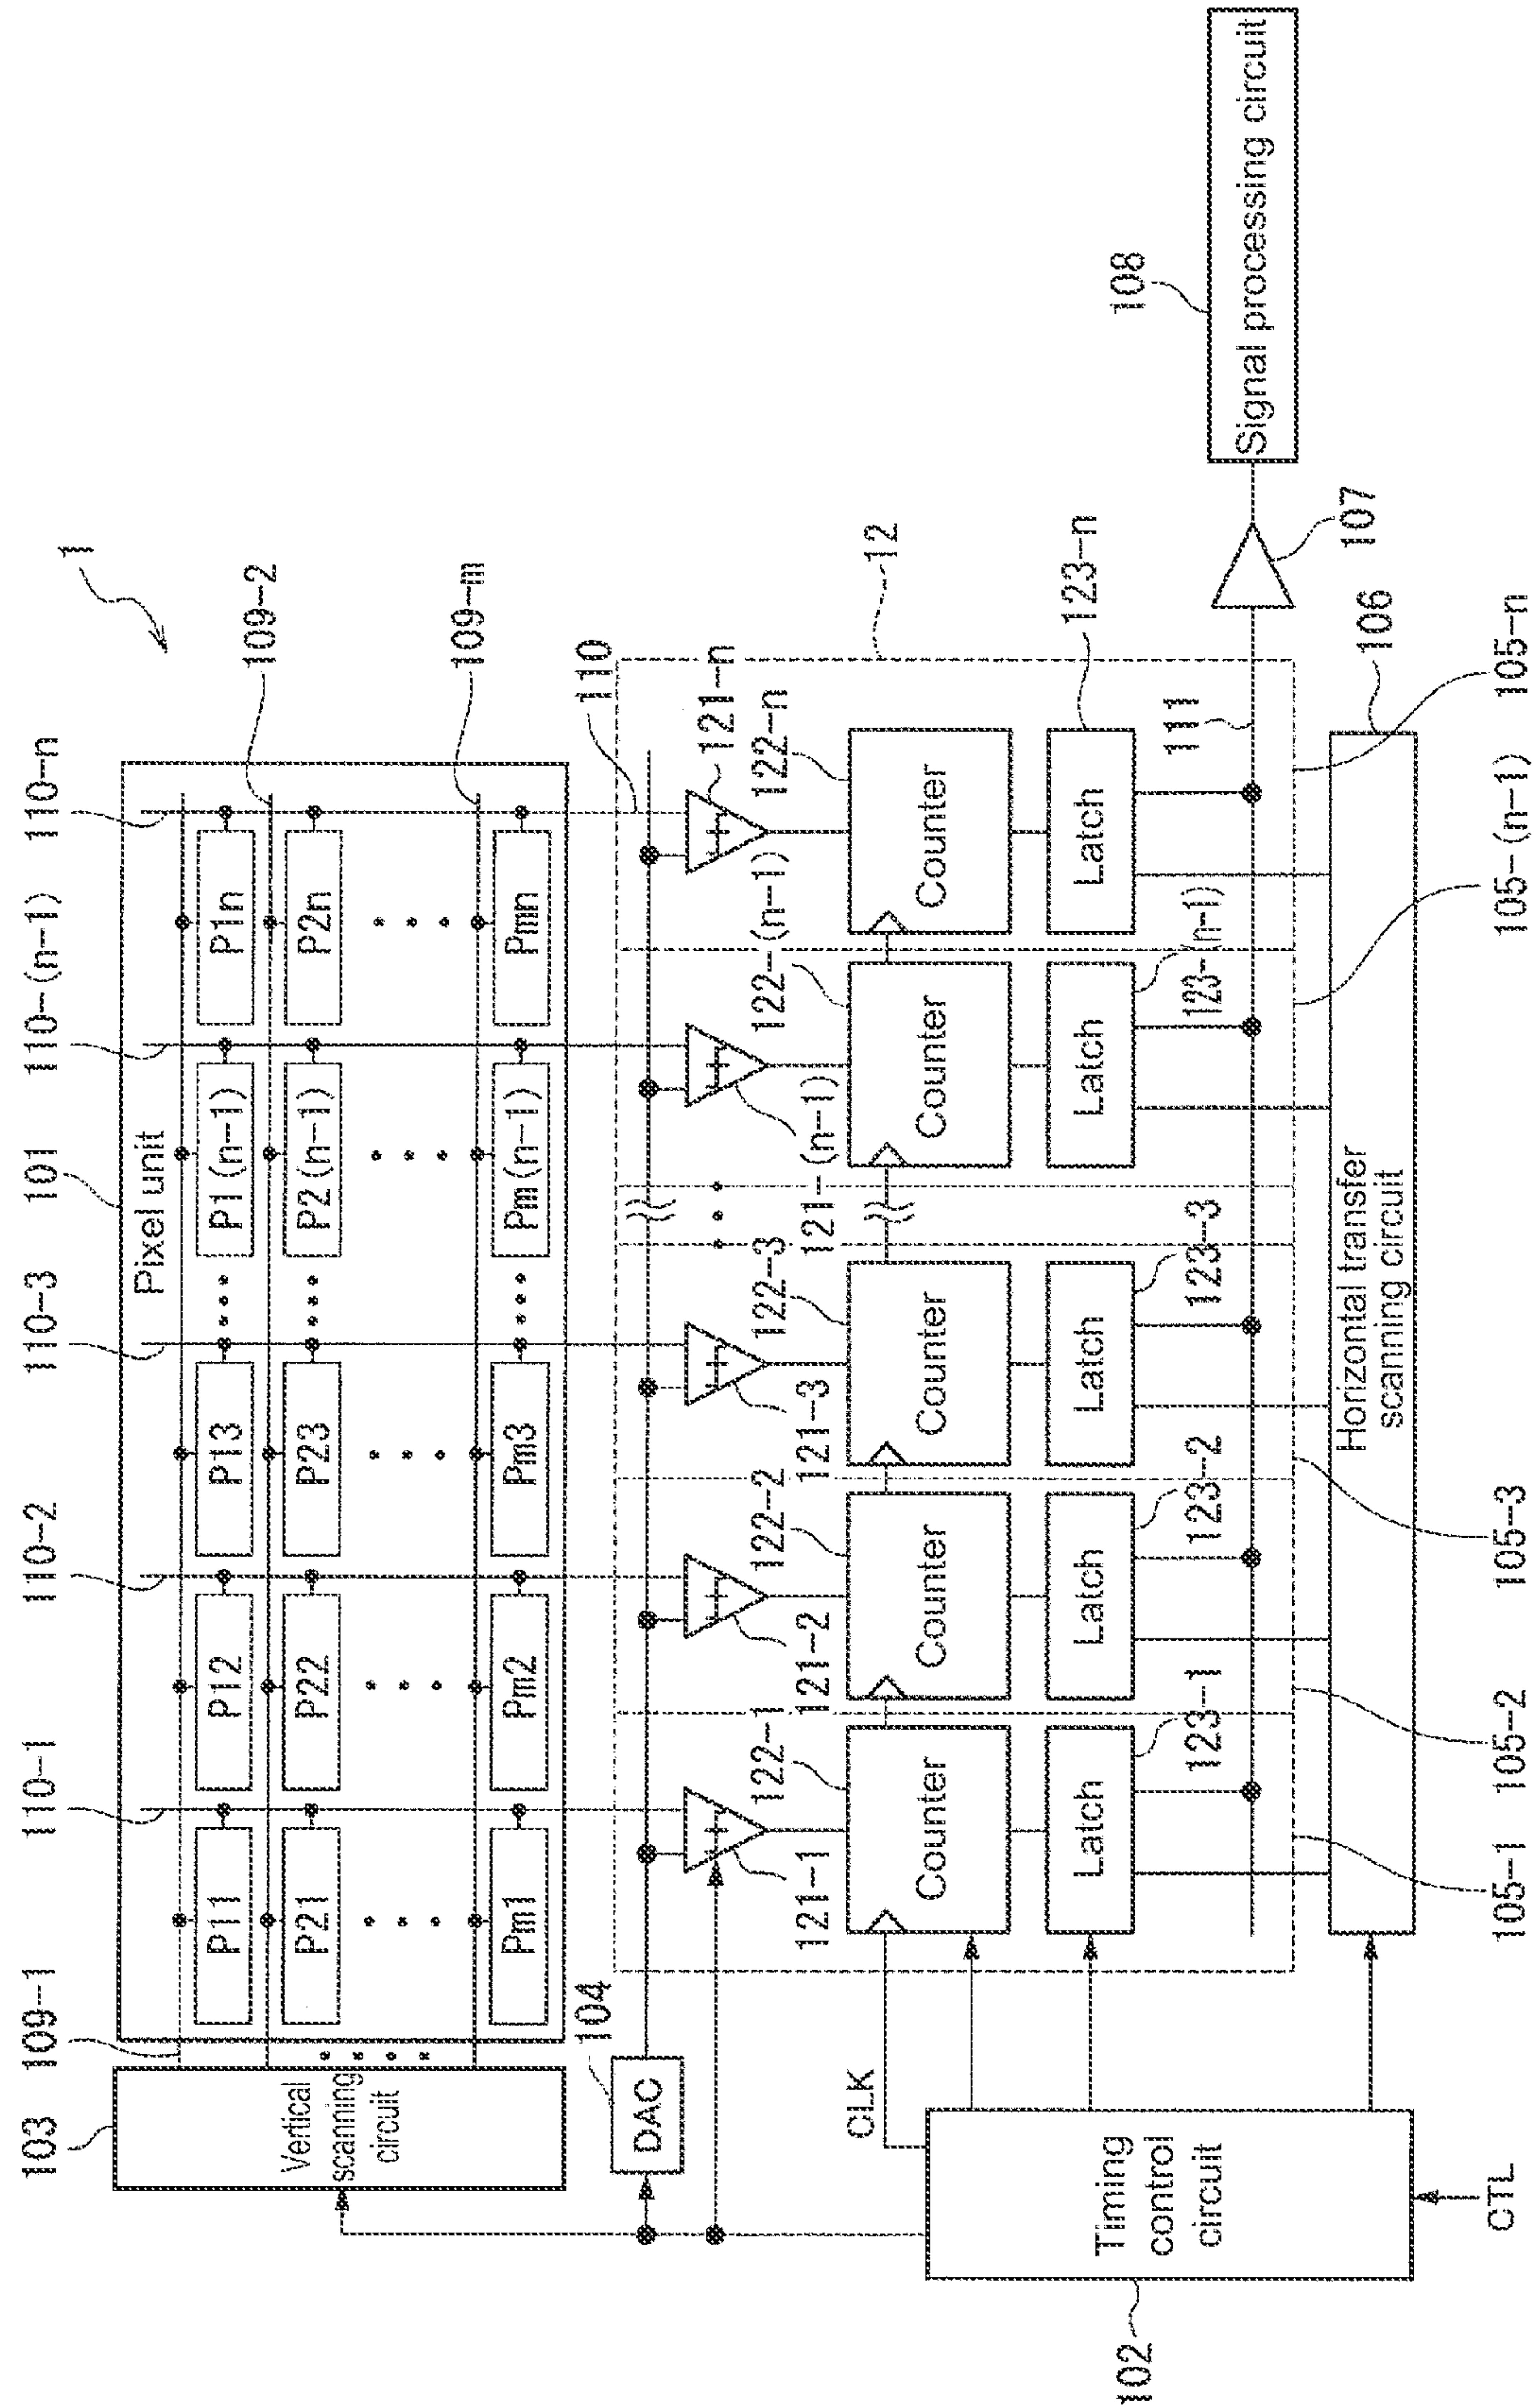 1
103
109-1
110-1
110-2
110-3
101
110-(n-1)
110-n
Pixel unit
Vertical
scanning
circuit
P11
P12
P13
P1(n-1)
P1n
109-2
P21
P22
P23
P2(n-1)
P2n
Pm1
Pm2
Pm3
Pm(n-1)
Pmn
109-m
104
DAC
110
12
121-1
121-2
121-3
121-(n-1)
121-n
122-1
122-2
122-3
122-(n-1)
122-n
CLK
Counter
Counter
Counter
Counter
Counter
Latch
Latch
Latch
Latch
Latch
123-1
123-2
123-3
123-(n-1)
123-n
111
102
Timing
control
circuit
CTL
107
108
Signal processing circuit
106
Horizontal transfer
scanning circuit
105-1
105-2
105-3
105-(n-1)
105-n